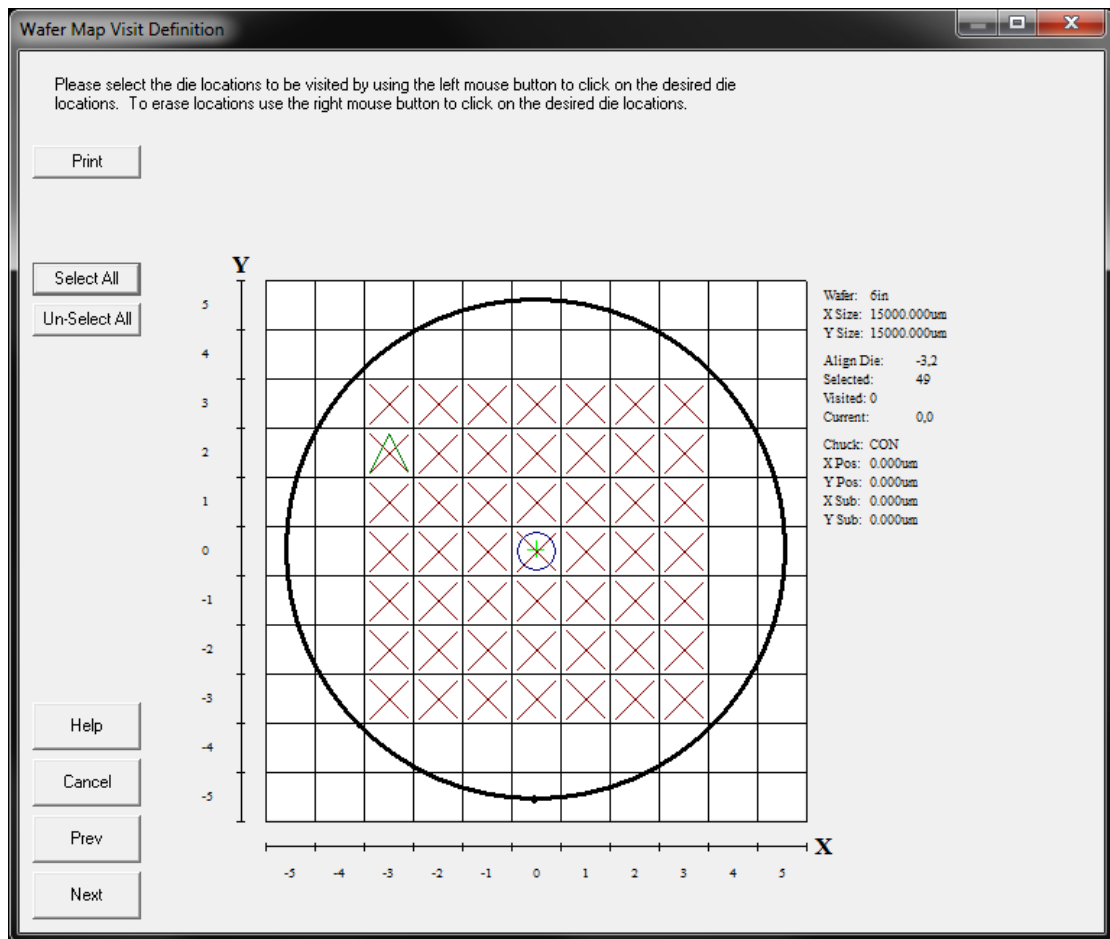 Wafer Map Visit Definition
Please select the die locations to be visited by using the left mouse button to click on the desired die
locations. To erase locations use the right mouse button to click on the desired die locations.
Print
Select All
Un-Select All
Y
5
4
3
2
1
0
-1
-2
-3
-4
-5
X
-5 -4 -3 -2 -1 0 1 2 3 4 5
Wafer: 6in
X Size: 15000.000um
Y Size: 15000.000um
Align Die: -3,2
Selected: 49
Visited: 0
Current: 0,0
Chuck: CON
X Pos: 0.000um
Y Pos: 0.000um
X Sub: 0.000um
Y Sub: 0.000um
Help
Cancel
Prev
Next